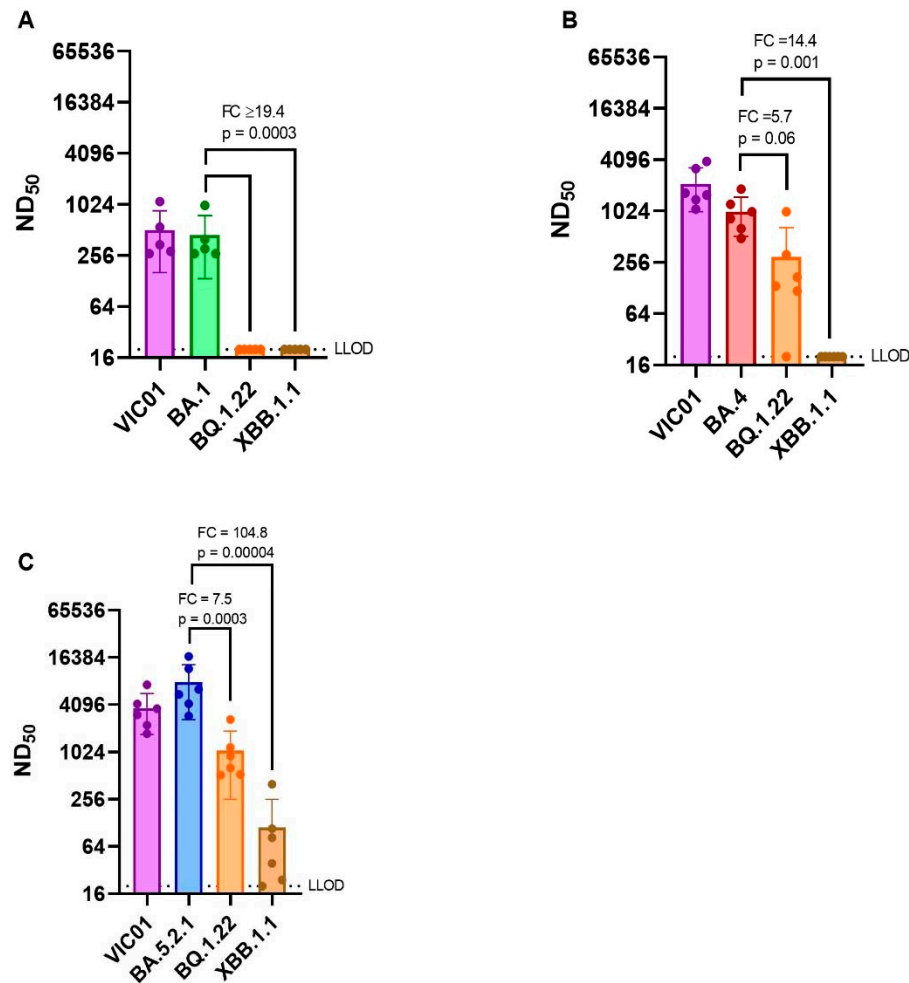 A
65536
16384
4096
1024
256
64
16
ND50
FC ≥19.4
p = 0.0003
LLOD
VIC01
BA.1
BQ.1.22
XBB.1.1
B
65536
16384
4096
1024
256
64
16
ND50
FC =14.4
p = 0.001
FC =5.7
p = 0.06
LLOD
VIC01
BA.4
BQ.1.22
XBB.1.1
C
65536
16384
4096
1024
256
64
16
ND50
FC = 104.8
p = 0.00004
FC = 7.5
p = 0.0003
LLOD
VIC01
BA.5.2.1
BQ.1.22
XBB.1.1